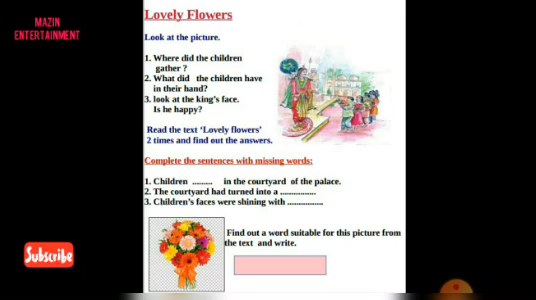 MAZIN
ENTERTAINMENT
Lovely Flowers
Look at the picture.
1. Where did the children
gather ?
2. What did the children have
in their hand?
3. look at the king's face.
Is he happy?
Read the text ‘Lovely flowers’
2 times and find out the answers.
Complete the sentences with missing words:
1. Children ......... in the courtyard of the palace.
2. The courtyard had turned into a ................
3. Children's faces were shining with ................
Find out a word suitable for this picture from
the text and write.
Subscribe